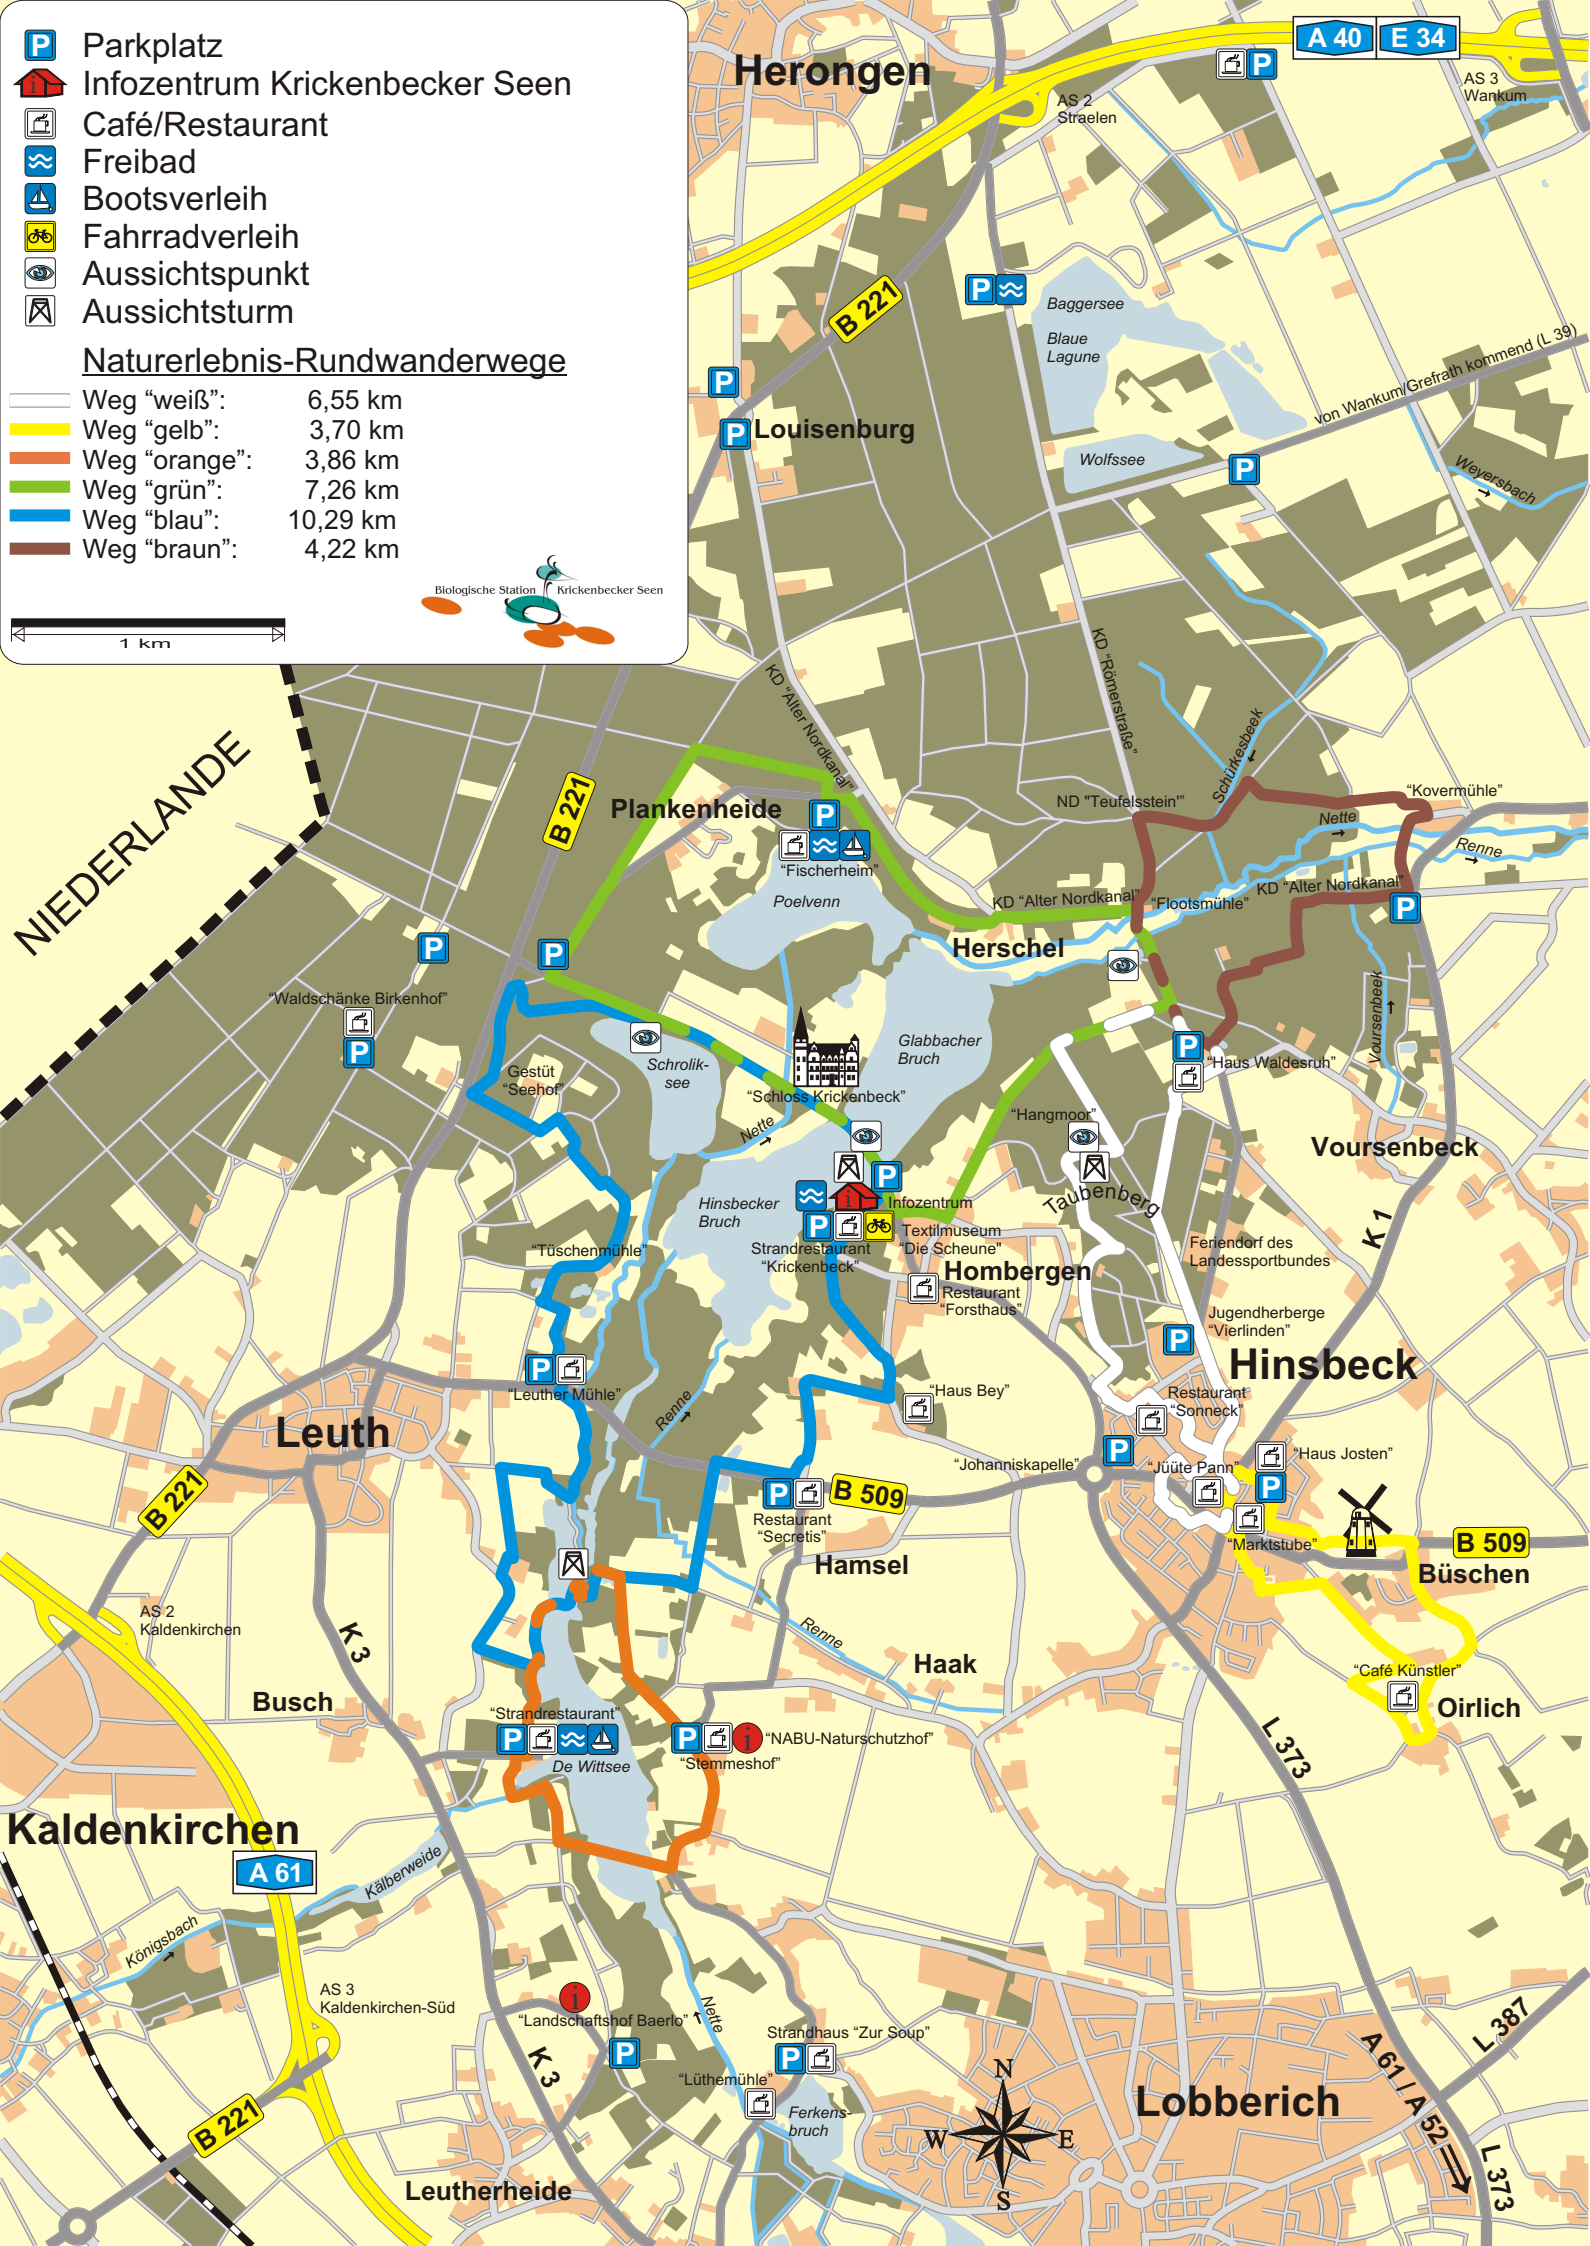 P Parkplatz
i Infozentrum Krickenbecker Seen
Café/Restaurant
Freibad
Bootsverleih
Fahrradverleih
Aussichtspunkt
Aussichtsturm
Naturerlebnis-Rundwanderwege
Weg “weiß”: 6,55 km
Weg “gelb”: 3,70 km
Weg “orange”: 3,86 km
Weg “grün”: 7,26 km
Weg “blau”: 10,29 km
Weg “braun”: 4,22 km
Biologische Station Krickenbecker Seen
1 km
Herongen
A 40 E 34
P
AS 3
Wankum
AS 2
Straelen
B 221
P
Baggersee
Blaue
Lagune
von Wankum/Grefrath kommend (L 39)
P
P Louisenburg
Wolfssee
P
Weyersbach
KD “Alter Nordkanal”
KD “Römerstraße”
Schürkesbeek
NIEDERLANDE
B 221
Plankenheide
P
“Fischerheim”
Poelvenn
ND "Teufelsstein"
“Kovermühle”
Nette
Renne
KD “Alter Nordkanal”
“Flootsmühle”
KD “Alter Nordkanal”
P
Herschel
P
P
“Waldschänke Birkenhof”
P
Gestüt
“Seehof”
Schrolik-
see
“Schloss Krickenbeck”
Glabbacher
Bruch
Nette
P
“Haus Waldesruh”
Voursenbeek
“Hangmoor”
Voursenbeck
Taubenberg
P
i
Infozentrum
Hinsbecker
Bruch
P
Textilmuseum
“Die Scheune"
Strandrestaurant
“Krickenbeck”
Hombergen
Restaurant
“Forsthaus”
“Tüschenmühle”
Feriendorf des
Landessportbundes
K 1
Jugendherberge
“Vierlinden”
P
Hinsbeck
P
“Leuther Mühle”
Renne
“Haus Bey”
Restaurant
“Sonneck”
Leuth
P
“Johanniskapelle”
“Jüüte Pann”
“Haus Josten”
P
B 221
P
B 509
Restaurant
“Secretis”
Hamsel
“Marktstube”
B 509
Büschen
AS 2
Kaldenkirchen
K 3
Renne
Haak
“Café Künstler”
Oirlich
Busch
“Strandrestaurant”
P
De Wittsee
P
i
“NABU-Naturschutzhof”
“Stemmeshof”
L 373
Kaldenkirchen
A 61
Kälberweide
Königsbach
AS 3
Kaldenkirchen-Süd
i
“Landschaftshof Baerlo”
P
Nette
Strandhaus “Zur Soup”
P
“Lüthemühle”
Ferkens-
bruch
K 3
B 221
Leutherheide
N
W E
S
Lobberich
L 387
A 61 / A 52
L 373